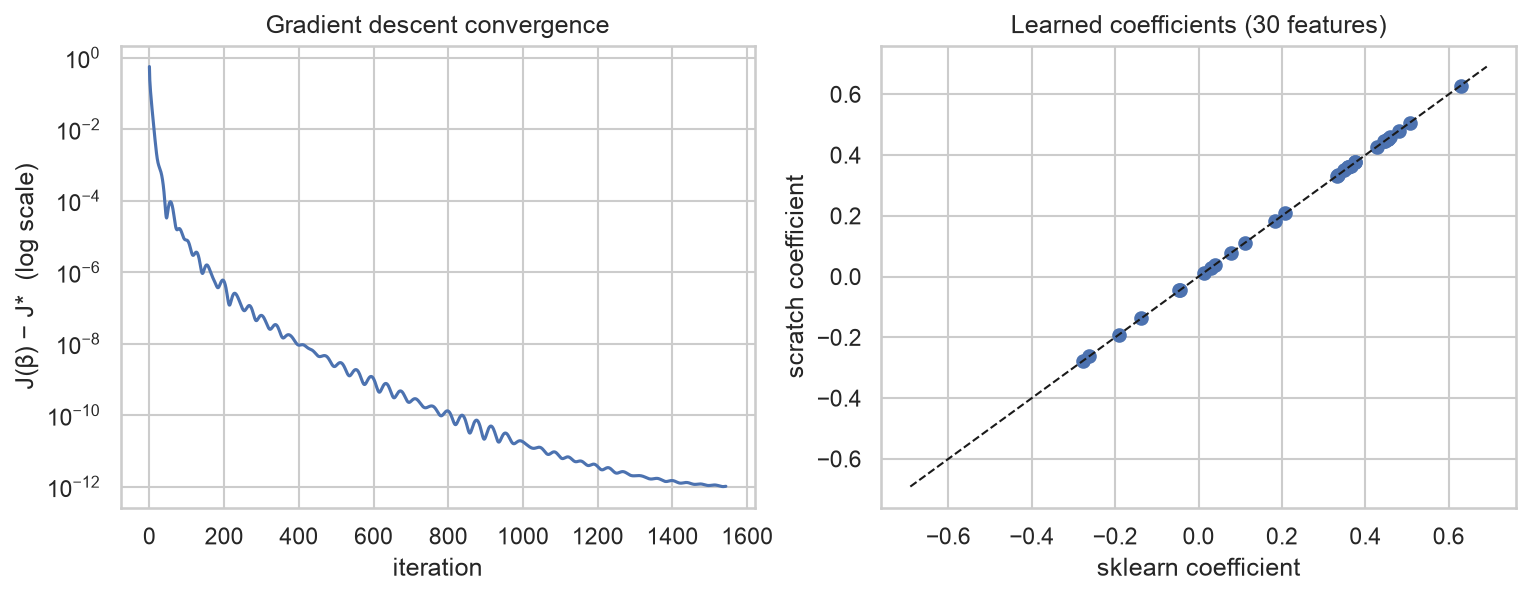 Gradient descent convergence
J(β) − J*  (log scale)
10⁰
10⁻²
10⁻⁴
10⁻⁶
10⁻⁸
10⁻¹⁰
10⁻¹²
0 200 400 600 800 1000 1200 1400 1600
iteration
Learned coefficients (30 features)
scratch coefficient
0.6
0.4
0.2
0.0
−0.2
−0.4
−0.6
−0.6 −0.4 −0.2 0.0 0.2 0.4 0.6
sklearn coefficient